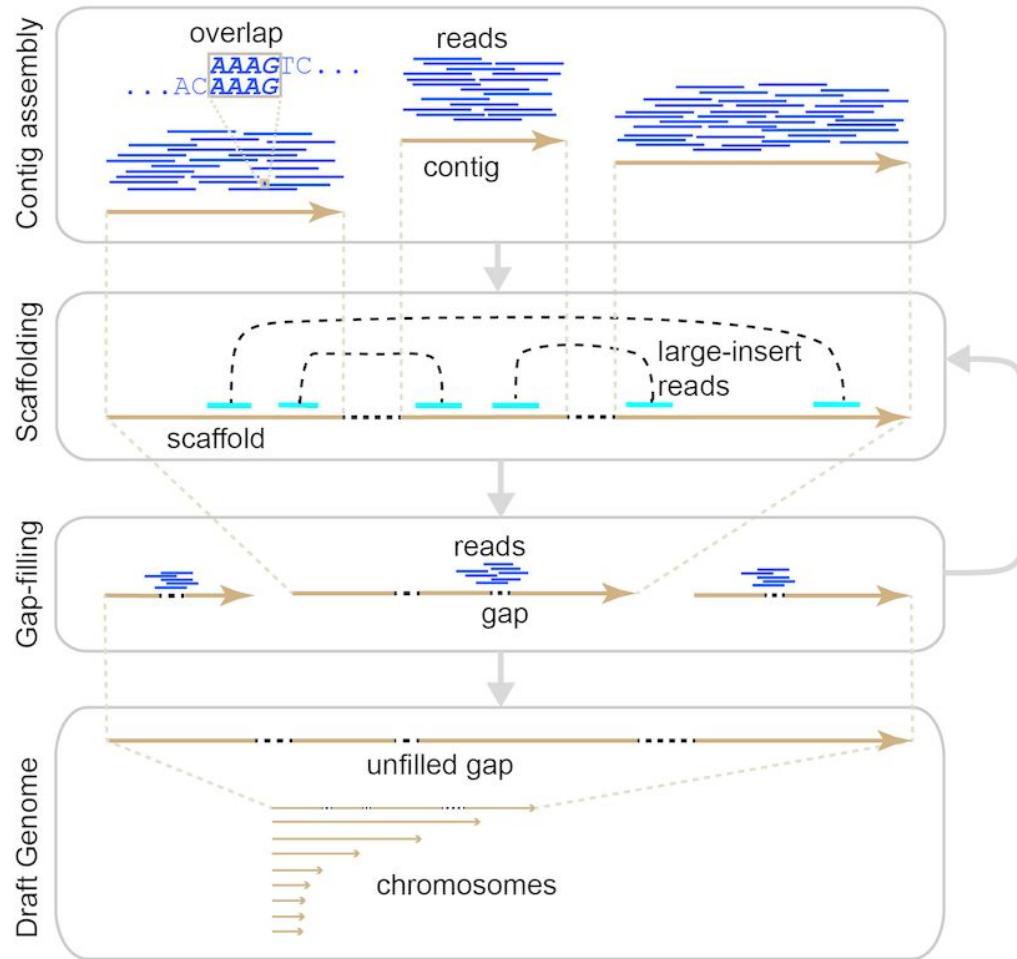 Contig assembly
overlap
AAAGTC...
...ACAAAG
reads
contig
Scaffolding
large-insert
reads
scaffold
Gap-filling
reads
gap
Draft Genome
unfilled gap
chromosomes